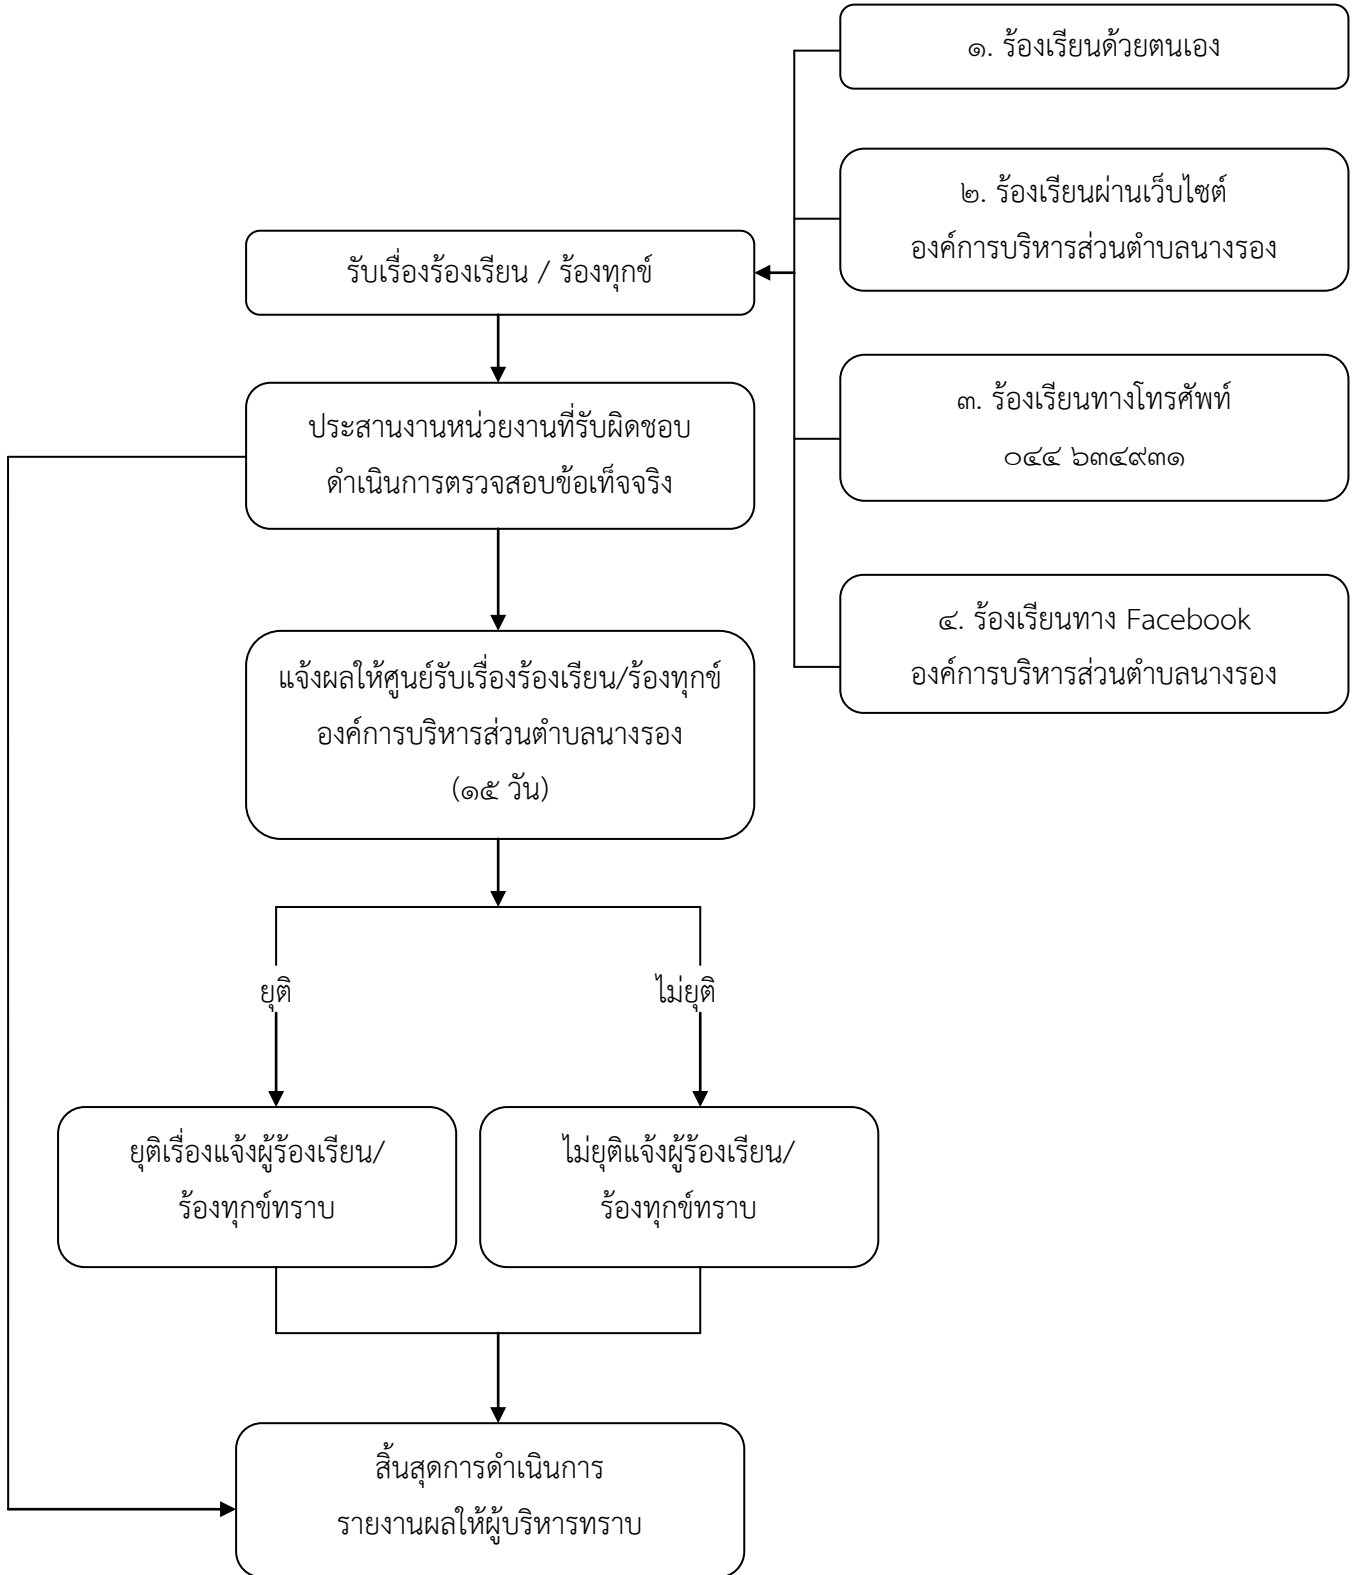 ๑. ร้องเรียนด้วยตนเอง
๒. ร้องเรียนผ่านเว็บไซต์
องค์การบริหารส่วนตำบลนางรอง
รับเรื่องร้องเรียน / ร้องทุกข์
๓. ร้องเรียนทางโทรศัพท์
๐๔๔ ๖๓๔๙๓๑
ประสานงานหน่วยงานที่รับผิดชอบ
ดำเนินการตรวจสอบข้อเท็จจริง
๔. ร้องเรียนทาง Facebook
องค์การบริหารส่วนตำบลนางรอง
แจ้งผลให้ศูนย์รับเรื่องร้องเรียน/ร้องทุกข์
องค์การบริหารส่วนตำบลนางรอง
(๑๕ วัน)
ยุติ
ไม่ยุติ
ยุติเรื่องแจ้งผู้ร้องเรียน/
ร้องทุกข์ทราบ
ไม่ยุติแจ้งผู้ร้องเรียน/
ร้องทุกข์ทราบ
สิ้นสุดการดำเนินการ
รายงานผลให้ผู้บริหารทราบ